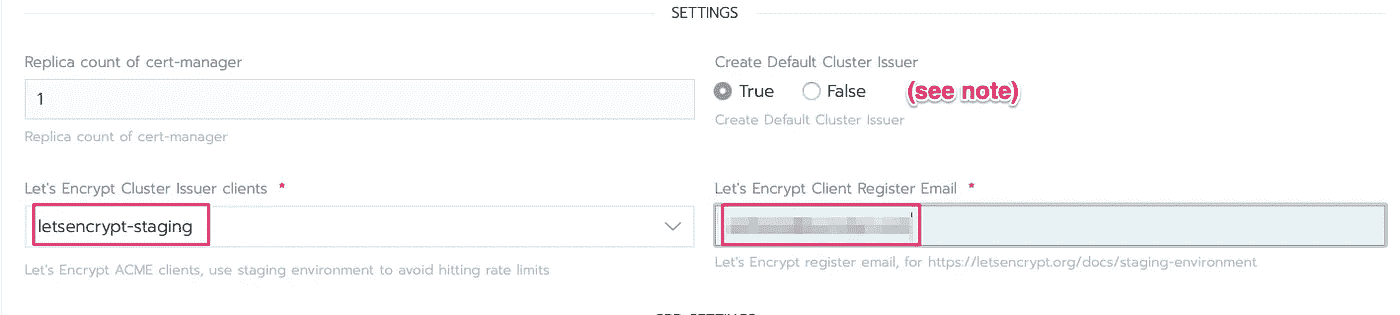 SETTINGS
Replica count of cert-manager
Create Default Cluster Issuer
1
True False (see note)
Replica count of cert-manager
Create Default Cluster Issuer
Let's Encrypt Cluster Issuer clients *
Let's Encrypt Client Register Email *
letsencrypt-staging
Let's Encrypt ACME clients, use staging environment to avoid hitting rate limits
Let's Encrypt register email, for https://letsencrypt.org/docs/staging-environment